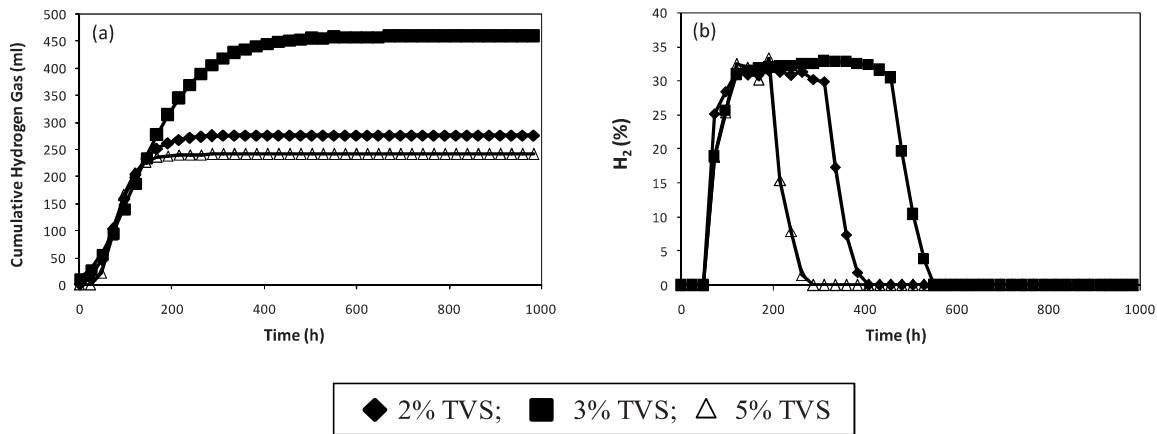 (a)
Cumulative Hydrogen Gas (ml)
500
450
400
350
300
250
200
150
100
50
0
0 200 400 600 800 1000
Time (h)
(b)
H₂ (%)
40
35
30
25
20
15
10
5
0
0 200 400 600 800 1000
Time (h)
2% TVS; 3% TVS; 5% TVS